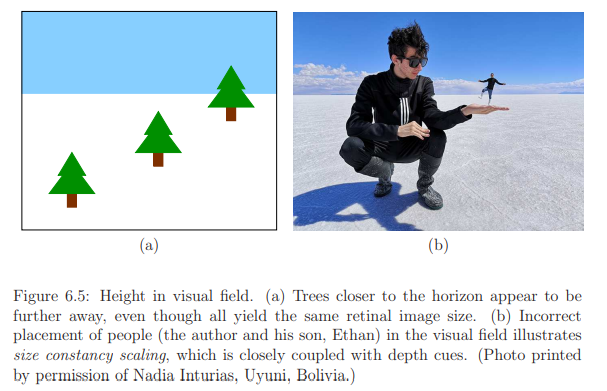 (a)
(b)
Figure 6.5: Height in visual field. (a) Trees closer to the horizon appear to be
further away, even though all yield the same retinal image size. (b) Incorrect
placement of people (the author and his son, Ethan) in the visual field illustrates
size constancy scaling, which is closely coupled with depth cues. (Photo printed
by permission of Nadia Inturias, Uyuni, Bolivia.)